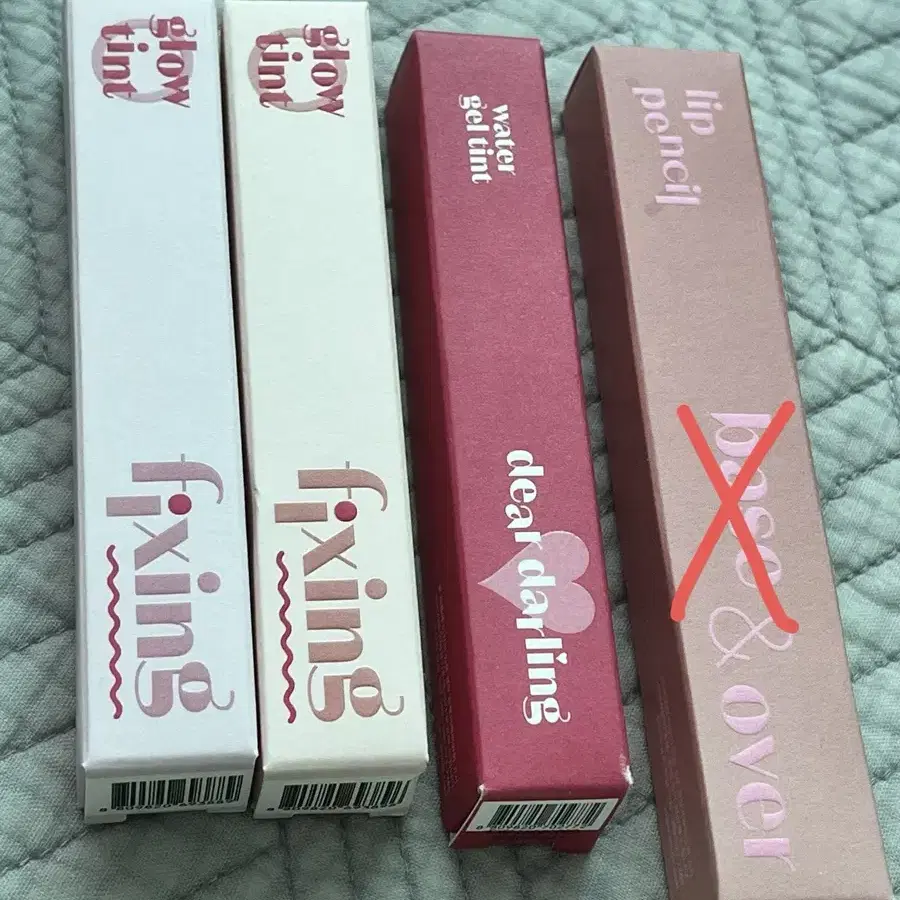 glow
tint
fixing
glow
tint
fixing
water
gel tint
dear darling
lip
pencil
base & over